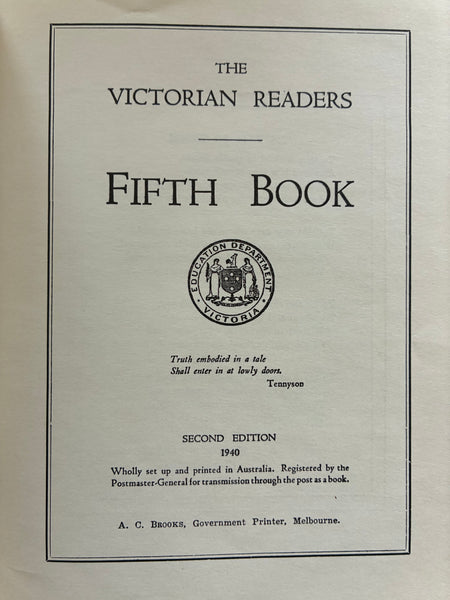 THE
VICTORIAN READERS
FIFTH BOOK
EDUCATION DEPARTMENT
VICTORIA
Truth embodied in a tale
Shall enter in at lowly doors.
Tennyson
SECOND EDITION
1940
Wholly set up and printed in Australia. Registered by the
Postmaster-General for transmission through the post as a book.
A. C. BROOKS, Government Printer, Melbourne.